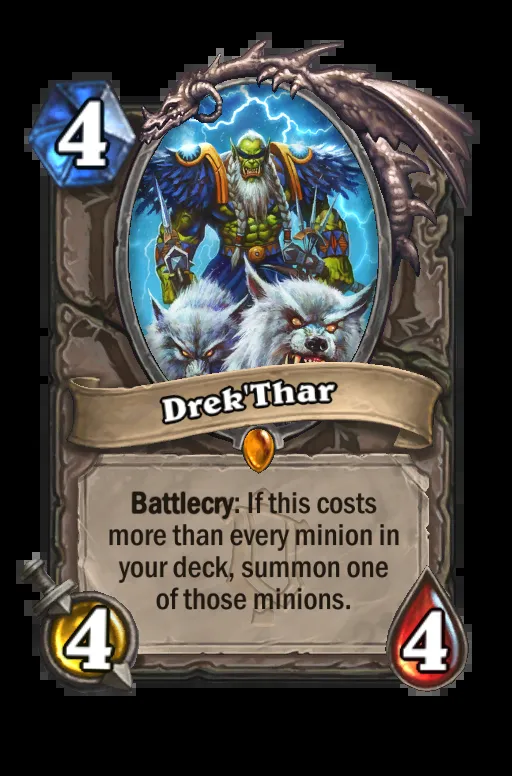 4
Drek'Thar
Battlecry: If this costs
more than every minion in
your deck, summon one
of those minions.
4
4